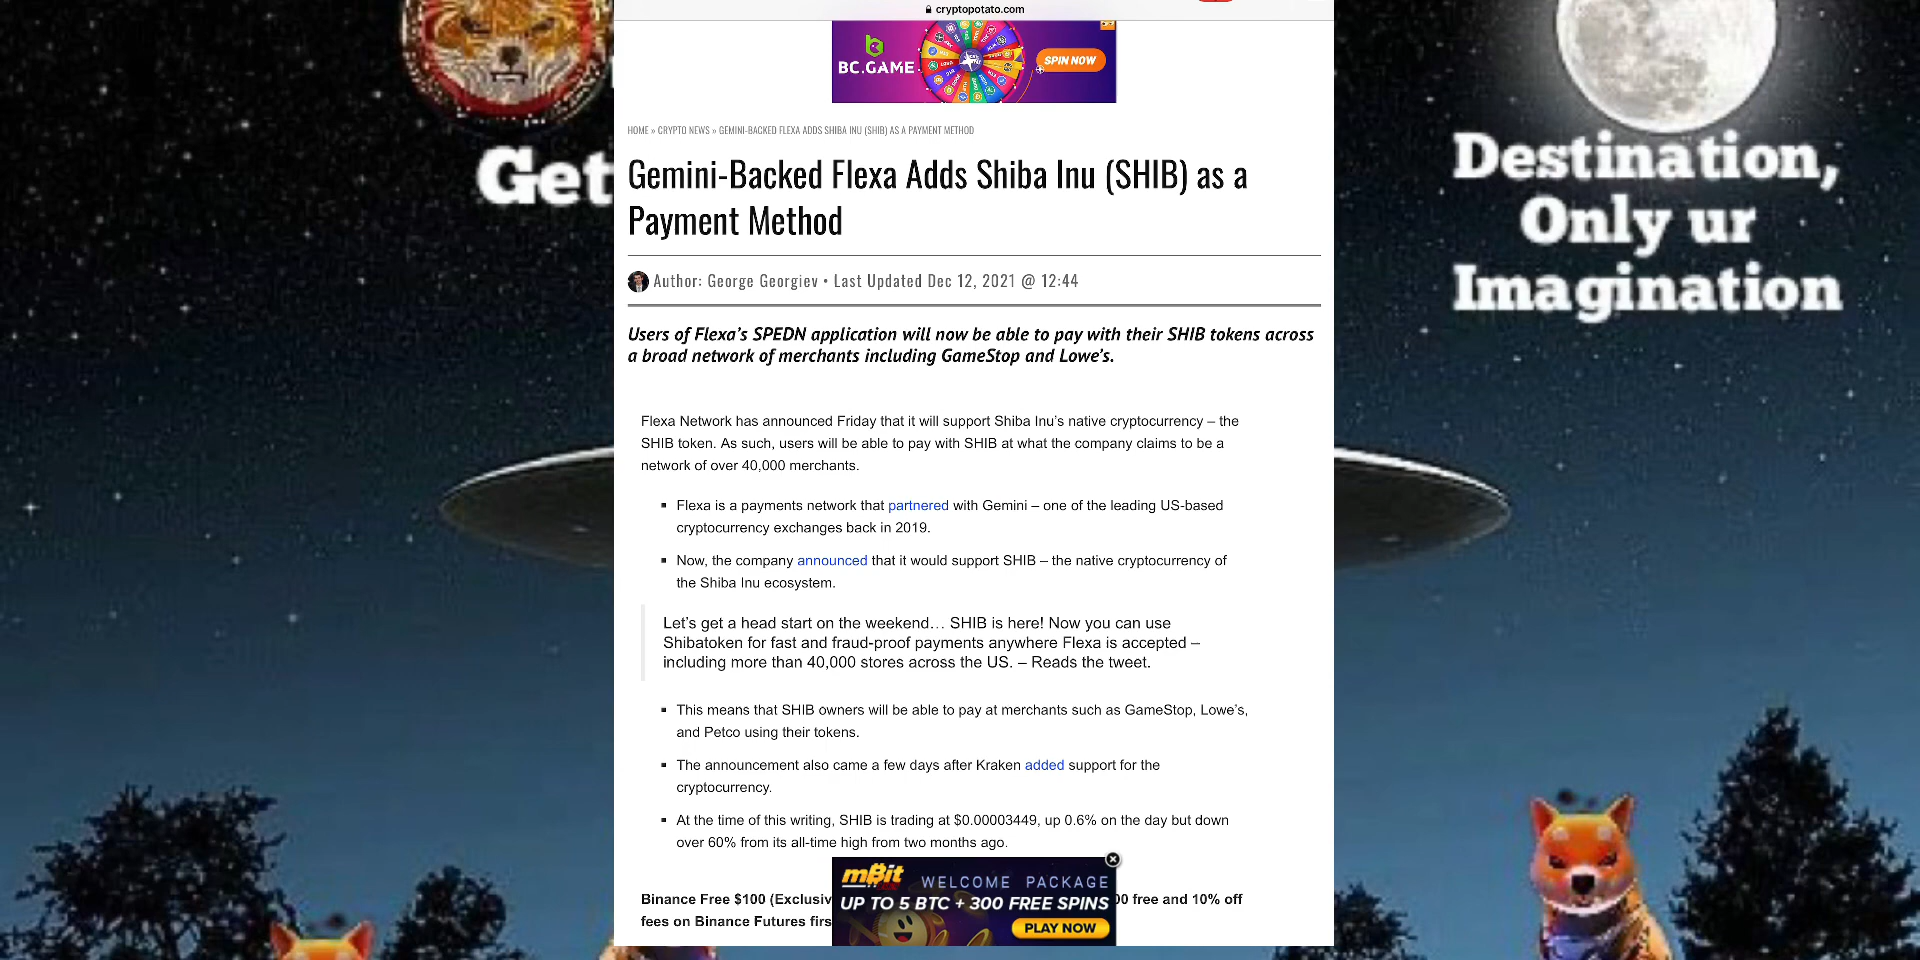 cryptopotato.com
BC.GAME
SPIN NOW
HOME » CRYPTO NEWS » GEMINI-BACKED FLEXA ADDS SHIBA INU (SHIB) AS A PAYMENT METHOD
Get
Gemini-Backed Flexa Adds Shiba Inu (SHIB) as a
Payment Method
Author: George Georgiev • Last Updated Dec 12, 2021 @ 12:44
Users of Flexa’s SPEDN application will now be able to pay with their SHIB tokens across
a broad network of merchants including GameStop and Lowe’s.
Flexa Network has announced Friday that it will support Shiba Inu’s native cryptocurrency – the
SHIB token. As such, users will be able to pay with SHIB at what the company claims to be a
network of over 40,000 merchants.
▪ Flexa is a payments network that partnered with Gemini – one of the leading US-based
cryptocurrency exchanges back in 2019.
▪ Now, the company announced that it would support SHIB – the native cryptocurrency of
the Shiba Inu ecosystem.
Let’s get a head start on the weekend… SHIB is here! Now you can use
Shibatoken for fast and fraud-proof payments anywhere Flexa is accepted –
including more than 40,000 stores across the US. – Reads the tweet.
▪ This means that SHIB owners will be able to pay at merchants such as GameStop, Lowe’s,
and Petco using their tokens.
▪ The announcement also came a few days after Kraken added support for the
cryptocurrency.
▪ At the time of this writing, SHIB is trading at $0.00003449, up 0.6% on the day but down
over 60% from its all-time high from two months ago.
Binance Free $100 (Exclusiv
00 free and 10% off
fees on Binance Futures firs
mBit
WELCOME PACKAGE
UP TO 5 BTC + 300 FREE SPINS
PLAY NOW
Destination,
Only ur
Imagination